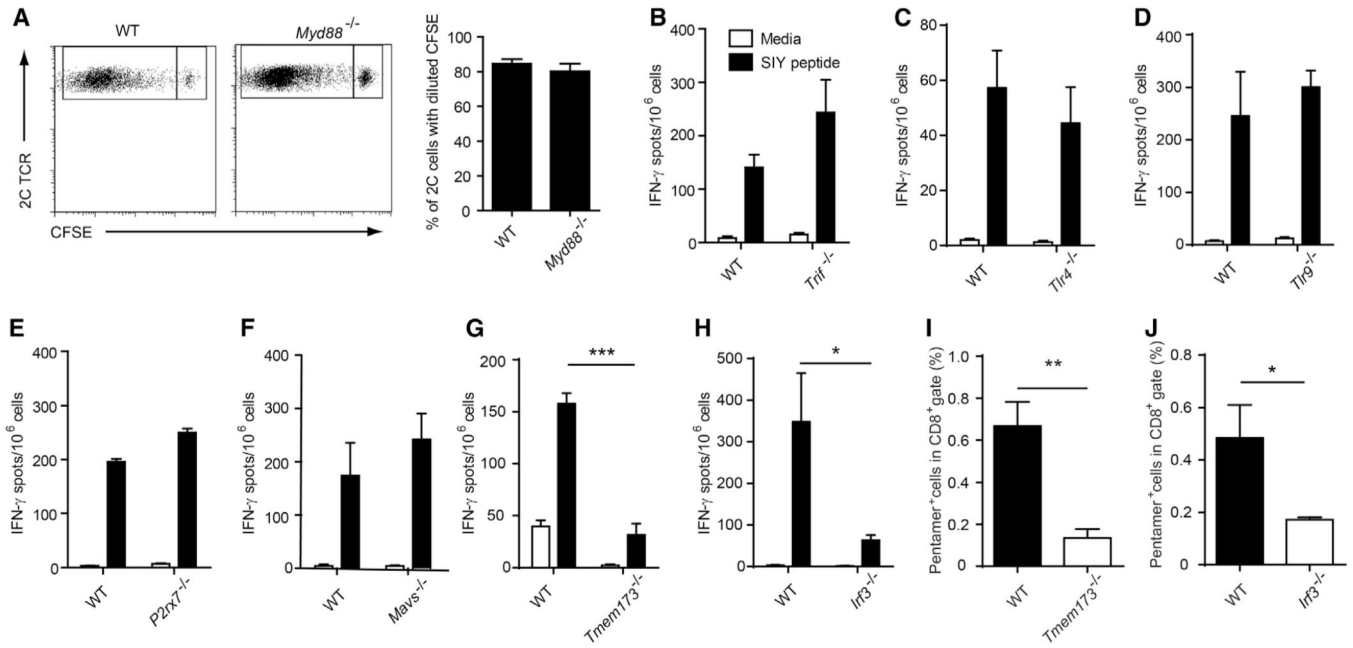 A
WT
Myd88-/-
2C TCR
CFSE
% of 2C cells with diluted CFSE
100
80
60
40
20
0
WT
Myd88-/-
B
Media
SIY peptide
IFN-γ spots/10^6 cells
400
300
200
100
0
WT
Trif-/-
C
IFN-γ spots/10^6 cells
80
60
40
20
0
WT
Tlr4-/-
D
IFN-γ spots/10^6 cells
400
300
200
100
0
WT
Tlr9-/-
E
IFN-γ spots/10^6 cells
400
300
200
100
0
WT
P2rx7-/-
F
IFN-γ spots/10^6 cells
400
300
200
100
0
WT
Mavs-/-
G
IFN-γ spots/10^6 cells
200
150
100
50
0
***
WT
Tmem173-/-
H
IFN-γ spots/10^6 cells
500
400
300
200
100
0
*
WT
Irf3-/-
I
Pentamer+cells in CD8+gate (%)
1.0
0.8
0.6
0.4
0.2
0
**
WT
Tmem173-/-
J
Pentamer+cells in CD8+ gate (%)
0.8
0.6
0.4
0.2
0
*
WT
Irf3-/-